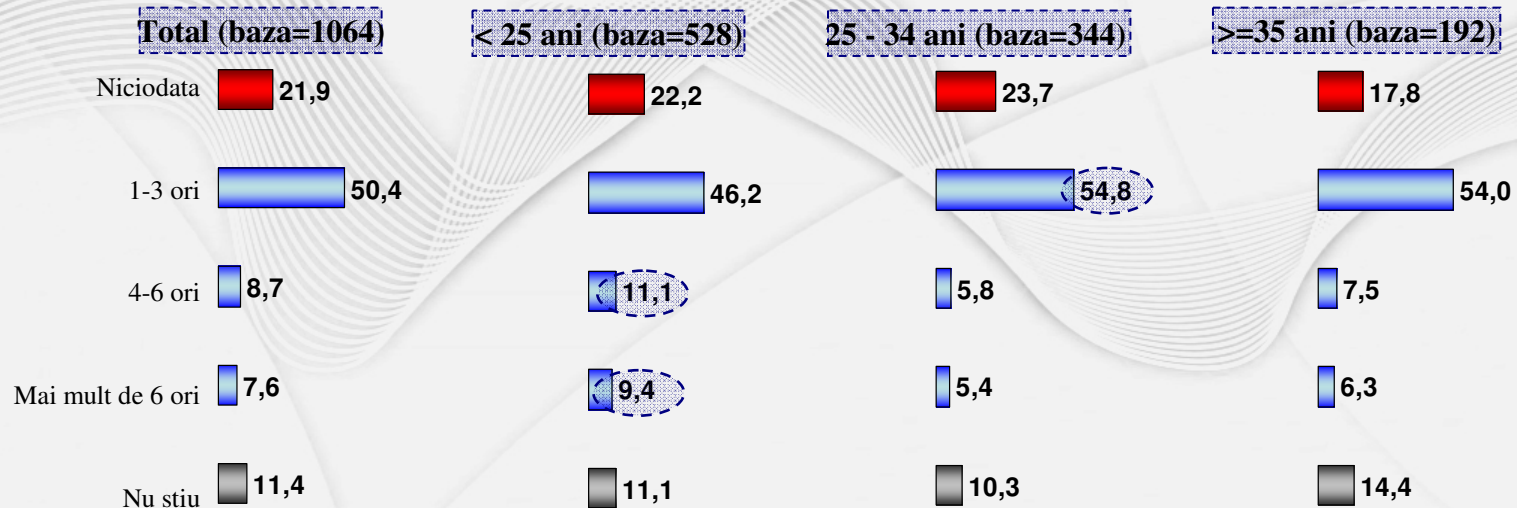 Total (baza=1064) < 25 ani (baza=528) 25 - 34 ani (baza=344) >=35 ani (baza=192)
Niciodata 21,9 22,2 23,7 17,8
1-3 ori 50,4 46,2 54,8 54,0
4-6 ori 8,7 11,1 5,8 7,5
Mai mult de 6 ori 7,6 9,4 5,4 6,3
Nu stiu 11,4 11,1 10,3 14,4